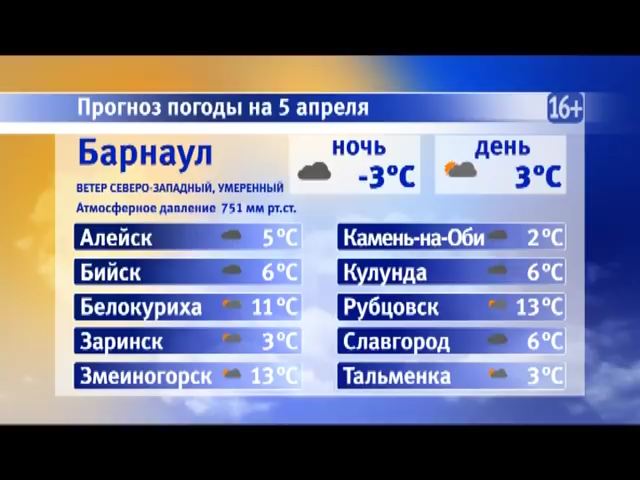 Прогноз погоды на 5 апреля 16+
Барнаул
ночь -3°C
день 3°C
ВЕТЕР СЕВЕРО-ЗАПАДНЫЙ, УМЕРЕННЫЙ
Атмосферное давление 751 мм рт.ст.
Алейск 5°C
Бийск 6°C
Белокуриха 11°C
Заринск 3°C
Змеиногорск 13°C
Камень-на-Оби 2°C
Кулунда 6°C
Рубцовск 13°C
Славгород 6°C
Тальменка 3°C